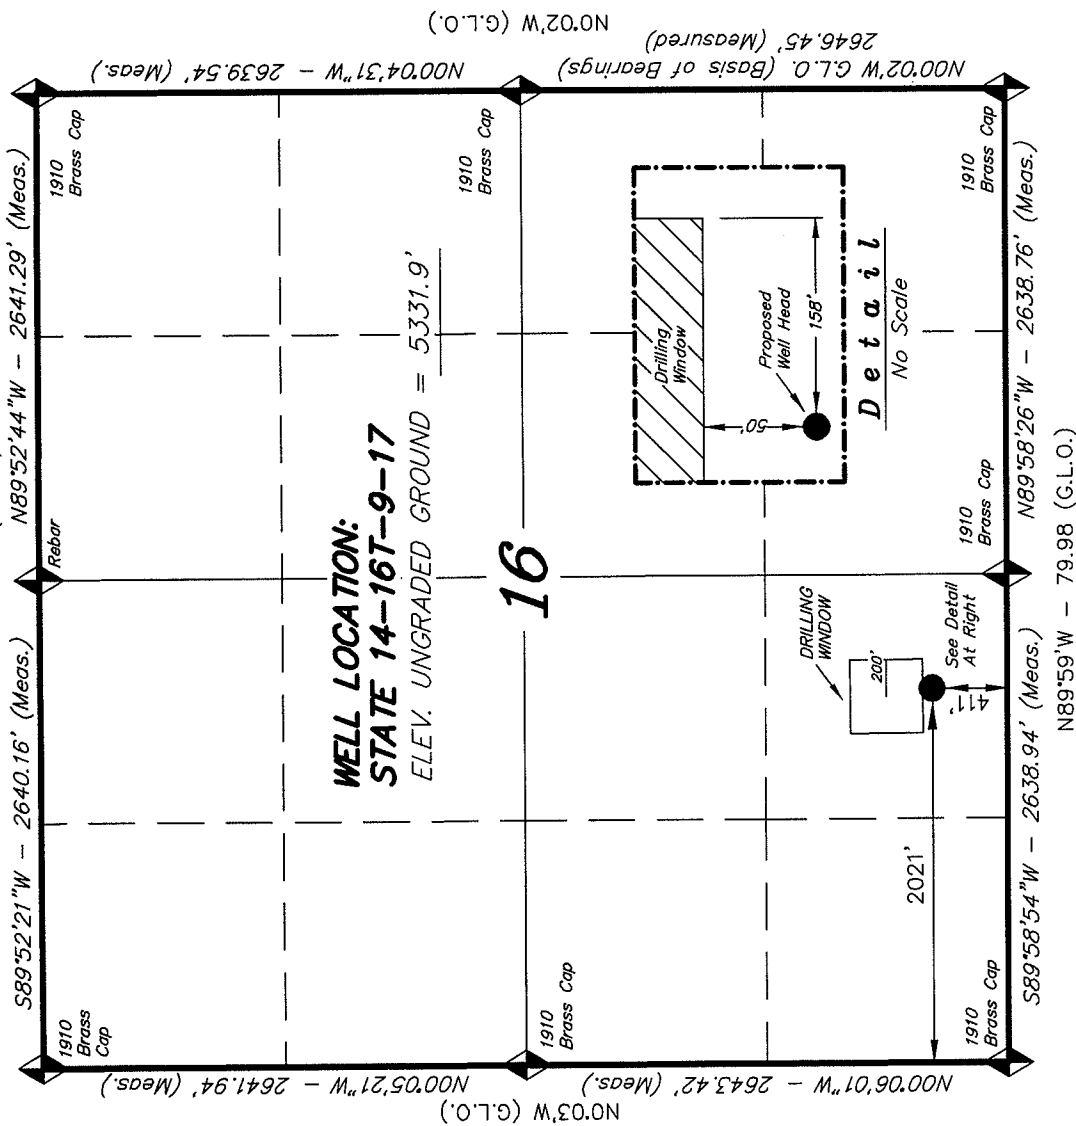 S89°52'21"W - 2640.16' (Meas.)
N89°52'44"W - 2641.29' (Meas.)
1910
Brass
Cap
Rebar
1910
Brass Cap
N00°05'21"W - 2641.94' (Meas.)
N00°04'31"W - 2639.54' (Meas.)
N0°03'W (G.L.O.)
N0°02'W (G.L.O.)
WELL LOCATION:
STATE 14-16T-9-17
ELEV. UNGRADED GROUND = 5331.9'
1910
Brass Cap
16
1910
Brass Cap
N00°06'01"W - 2643.42' (Meas.)
N00°02'W G.L.O. (Basis of Bearings)
2646.45' (Measured)
Drilling
Window
50'
Proposed
Well Head
158'
Detail
No Scale
DRILLING
WINDOW
200'
See Detail
At Right
2021'
411'
1910
Brass Cap
1910
Brass Cap
1910
Brass Cap
S89°58'54"W - 2638.94' (Meas.)
N89°58'26"W - 2638.76' (Meas.)
N89°59'W - 79.98 (G.L.O.)